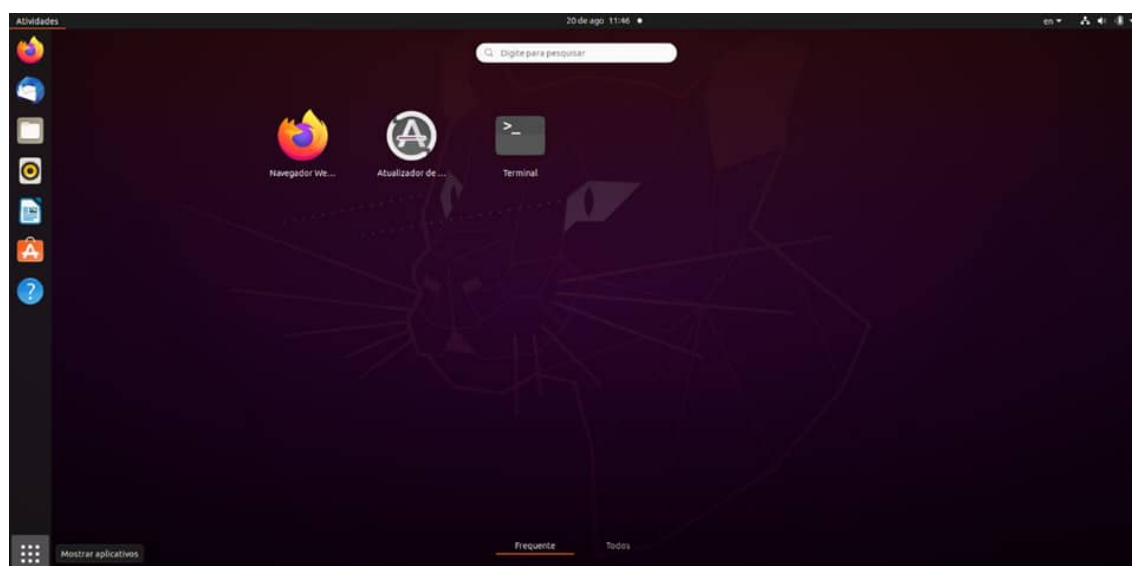 Atividades
20 de ago 11:46
en
Digite para pesquisar
Navegador We...
Atualizador de ...
>_
Terminal
?
Frequente
Todos
Mostrar aplicativos